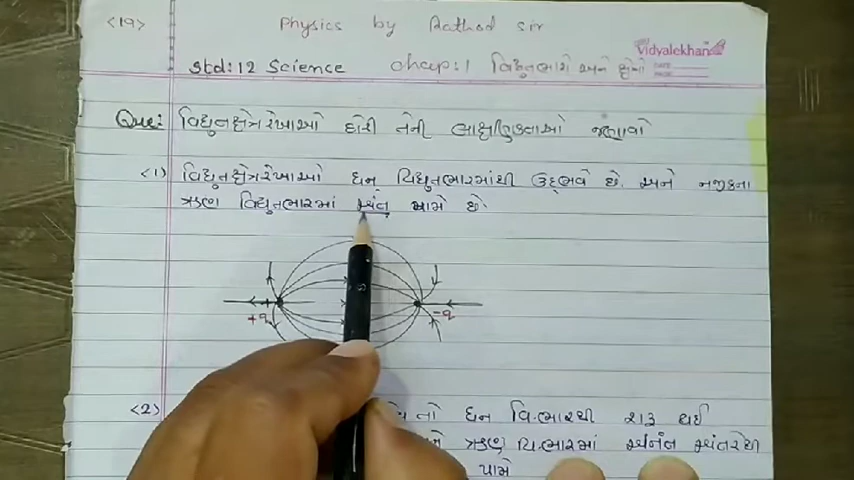 <19> Physics by Rathod sir
Vidyalekhan
DATE
PAGE
Std: 12 Science chap: 1 વિદ્યુતભારો અને ક્ષેત્રો
Que: વિદ્યુતક્ષેત્રરેખાઓ દોરી તેની લાક્ષણિકતાઓ જણાવો
<1> વિદ્યુતક્ષેત્રરેખાઓ ધન વિદ્યુતભારમાંથી ઉદ્ભવે છે. અને નજીકના
ઋણ વિદ્યુતભારમાં અંત પામે છે.
+q -q
<2> ધન વિ.ભારથી શરૂ થઈ
ઋણ વિ.ભારમાં અંતરેથી
પામે